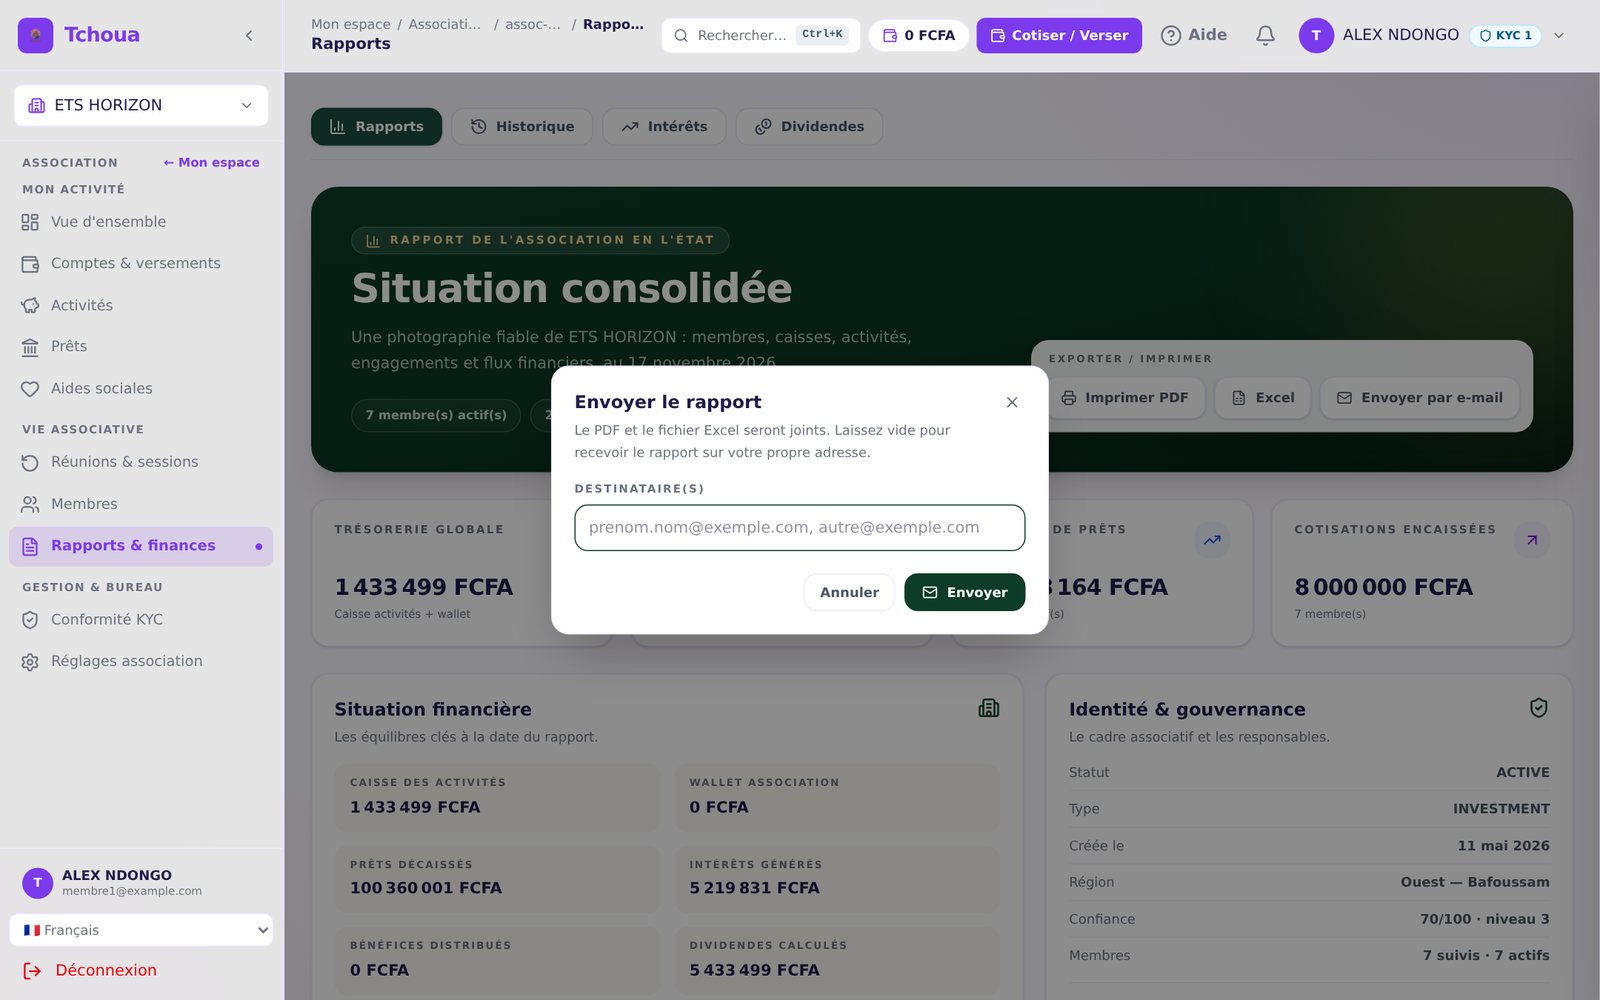 Tchoua
ETS HORIZON
ASSOCIATION
← Mon espace
MON ACTIVITÉ
Vue d'ensemble
Comptes & versements
Activités
Prêts
Aides sociales
VIE ASSOCIATIVE
Réunions & sessions
Membres
Rapports & finances
GESTION & BUREAU
Conformité KYC
Réglages association
T
ALEX NDONGO
membre1@example.com
Français
Déconnexion
Mon espace / Associati… / assoc-… / Rappo…
Rapports
Rechercher… Ctrl+K
0 FCFA
Cotiser / Verser
Aide
T
ALEX NDONGO
KYC 1
Rapports
Historique
Intérêts
Dividendes
RAPPORT DE L'ASSOCIATION EN L'ÉTAT
Situation consolidée
Une photographie fiable de ETS HORIZON : membres, caisses, activités,
engagements et flux financiers, au 17 novembre 2026
7 membre(s) actif(s)
2
EXPORTER / IMPRIMER
Imprimer PDF
Excel
Envoyer par e-mail
Envoyer le rapport
Le PDF et le fichier Excel seront joints. Laissez vide pour
recevoir le rapport sur votre propre adresse.
DESTINATAIRE(S)
prenom.nom@exemple.com, autre@exemple.com
Annuler
Envoyer
TRÉSORERIE GLOBALE
1 433 499 FCFA
Caisse activités + wallet
DE PRÊTS
164 FCFA
(s)
COTISATIONS ENCAISSÉES
8 000 000 FCFA
7 membre(s)
Situation financière
Les équilibres clés à la date du rapport.
CAISSE DES ACTIVITÉS
1 433 499 FCFA
WALLET ASSOCIATION
0 FCFA
PRÊTS DÉCAISSÉS
100 360 001 FCFA
INTÉRÊTS GÉNÉRÉS
5 219 831 FCFA
BÉNÉFICES DISTRIBUÉS
0 FCFA
DIVIDENDES CALCULÉS
5 433 499 FCFA
Identité & gouvernance
Le cadre associatif et les responsables.
Statut ACTIVE
Type INVESTMENT
Créée le 11 mai 2026
Région Ouest — Bafoussam
Confiance 70/100 · niveau 3
Membres 7 suivis · 7 actifs